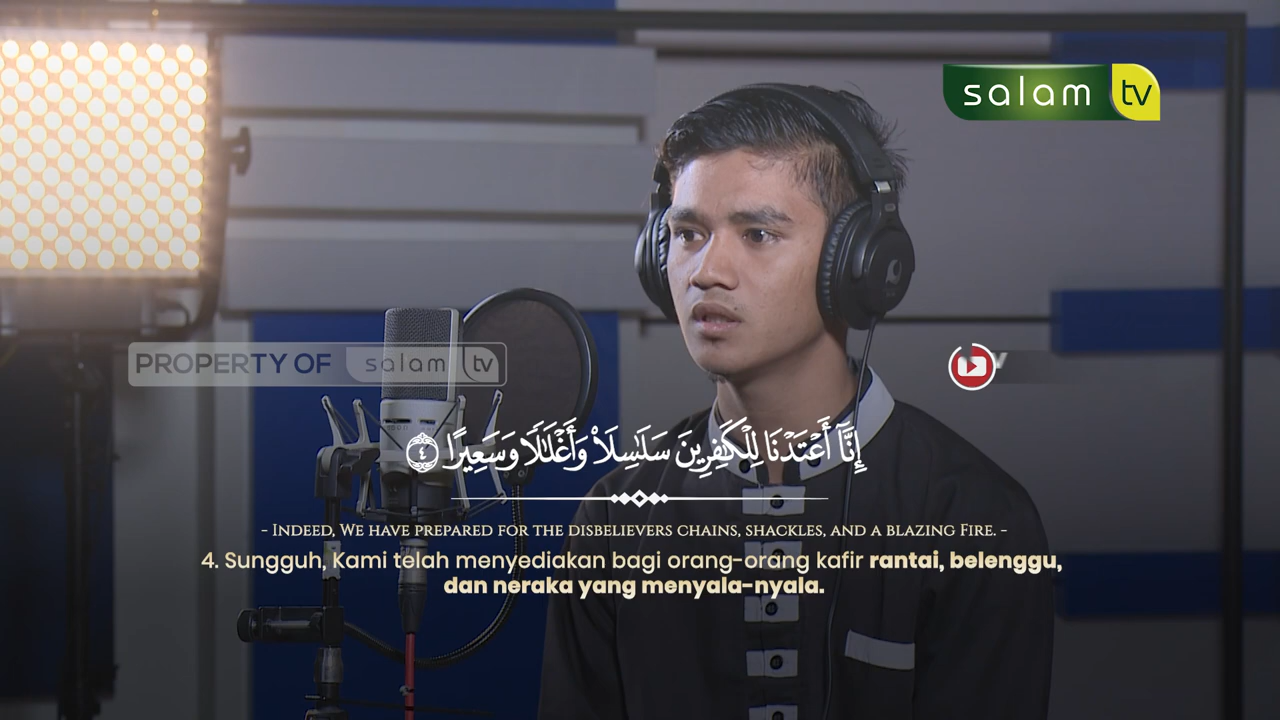 salam tv
PROPERTY OF salam tv
إِنَّآ أَعْتَدْنَا لِلْكَٰفِرِينَ سَلَٰسِلَا۟ وَأَغْلَٰلًا وَسَعِيرًا ٤
- Indeed, We have prepared for the disbelievers chains, shackles, and a blazing Fire. -
4. Sungguh, Kami telah menyediakan bagi orang-orang kafir rantai, belenggu,
dan neraka yang menyala-nyala.